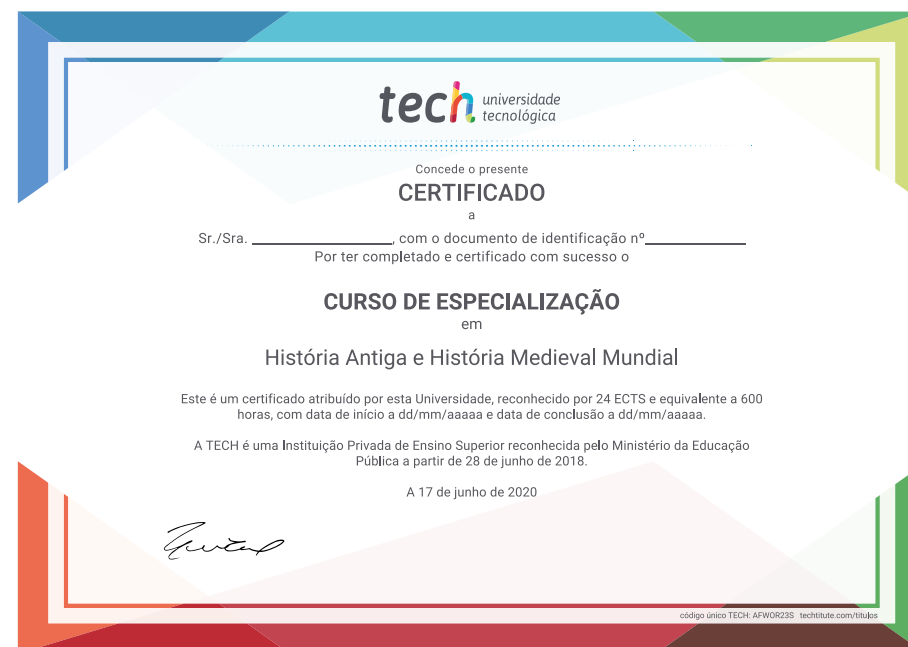 tech universidade
tecnológica
Concede o presente
CERTIFICADO
a
Sr./Sra. ____________________, com o documento de identificação nº______________
Por ter completado e certificado com sucesso o
CURSO DE ESPECIALIZAÇÃO
em
História Antiga e História Medieval Mundial
Este é um certificado atribuído por esta Universidade, reconhecido por 24 ECTS e equivalente a 600
horas, com data de início a dd/mm/aaaaa e data de conclusão a dd/mm/aaaaa.
A TECH é uma Instituição Privada de Ensino Superior reconhecida pelo Ministério da Educação
Pública a partir de 28 de junho de 2018.
A 17 de junho de 2020
código único TECH: AFWOR23S techtitute.com/titulos